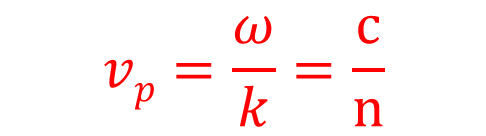 v_p = ω/k = c/n